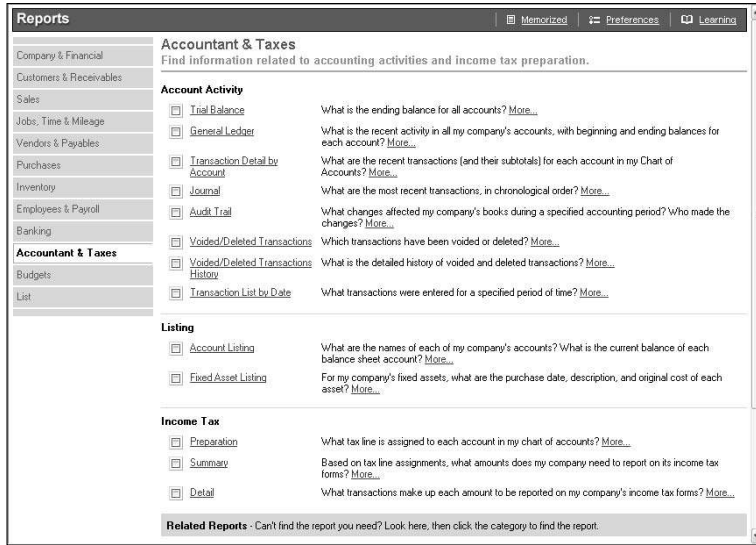 Reports
Memorized
Preferences
Learning
Company & Financial
Customers & Receivables
Sales
Jobs, Time & Mileage
Vendors & Payables
Purchases
Inventory
Employees & Payroll
Banking
Accountant & Taxes
Budgets
List
Accountant & Taxes
Find information related to accounting activities and income tax preparation.
Account Activity
Trial Balance
What is the ending balance for all accounts? More...
General Ledger
What is the recent activity in all my company's accounts, with beginning and ending balances for
each account? More...
Transaction Detail by
Account
What are the recent transactions (and their subtotals) for each account in my Chart of
Accounts? More...
Journal
What are the most recent transactions, in chronological order? More...
Audit Trail
What changes affected my company's books during a specified accounting period? Who made the
changes? More...
Voided/Deleted Transactions
Which transactions have been voided or deleted? More...
Voided/Deleted Transactions
History
What is the detailed history of voided and deleted transactions? More...
Transaction List by Date
What transactions were entered for a specified period of time? More...
Listing
Account Listing
What are the names of each of my company's accounts? What is the current balance of each
balance sheet account? More...
Fixed Asset Listing
For my company's fixed assets, what are the purchase date, description, and original cost of each
asset? More...
Income Tax
Preparation
What tax line is assigned to each account in my chart of accounts? More...
Summary
Based on tax line assignments, what amounts does my company need to report on its income tax
forms? More...
Detail
What transactions make up each amount to be reported on my company's income tax forms? More...
Related Reports - Can't find the report you need? Look here, then click the category to find the report.